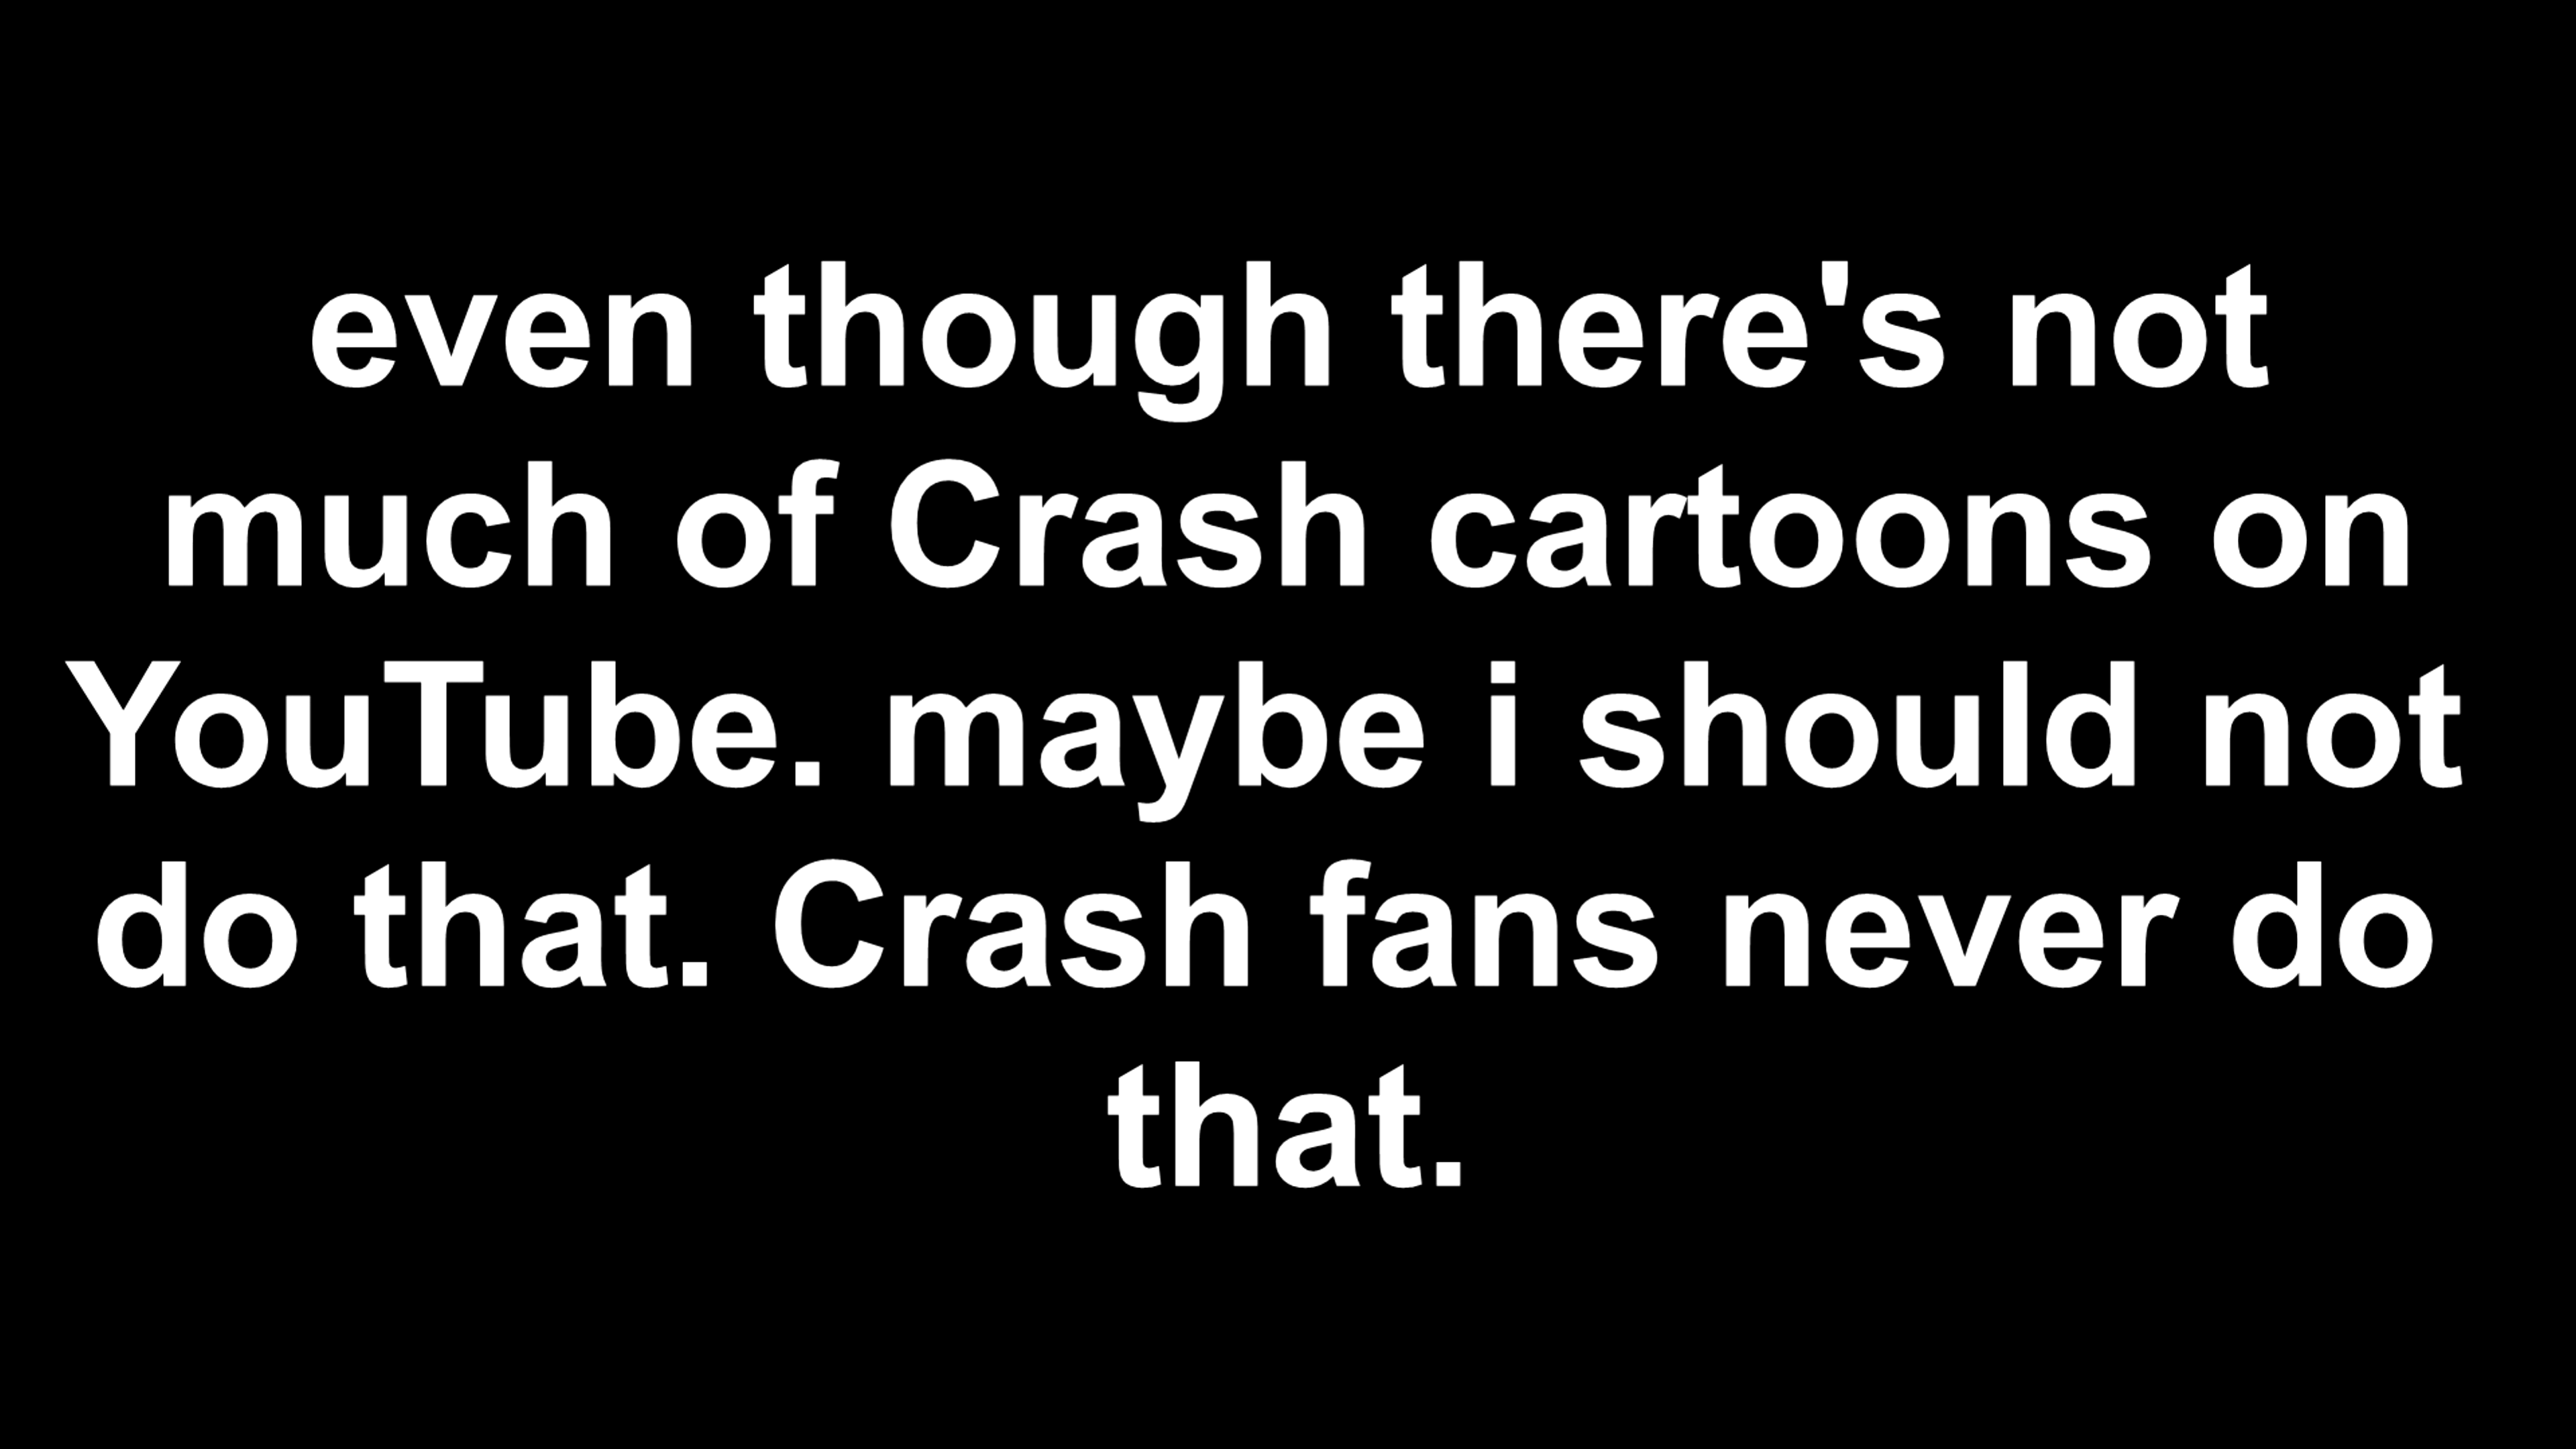 even though there's not
much of Crash cartoons on
YouTube. maybe i should not
do that. Crash fans never do
that.